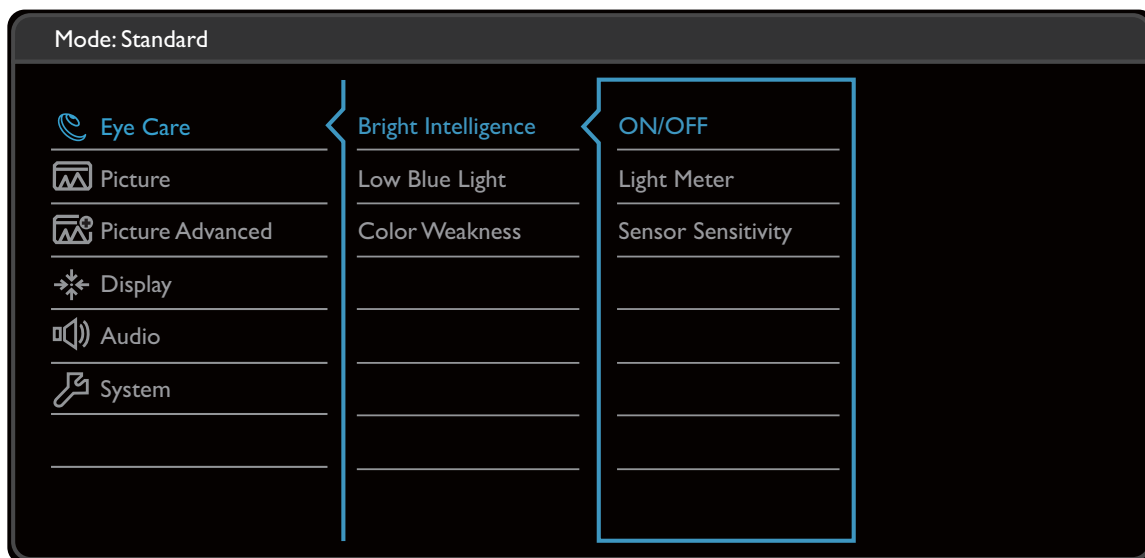 Mode: Standard
Eye Care
Picture
Picture Advanced
Display
Audio
System
Bright Intelligence
Low Blue Light
Color Weakness
ON/OFF
Light Meter
Sensor Sensitivity